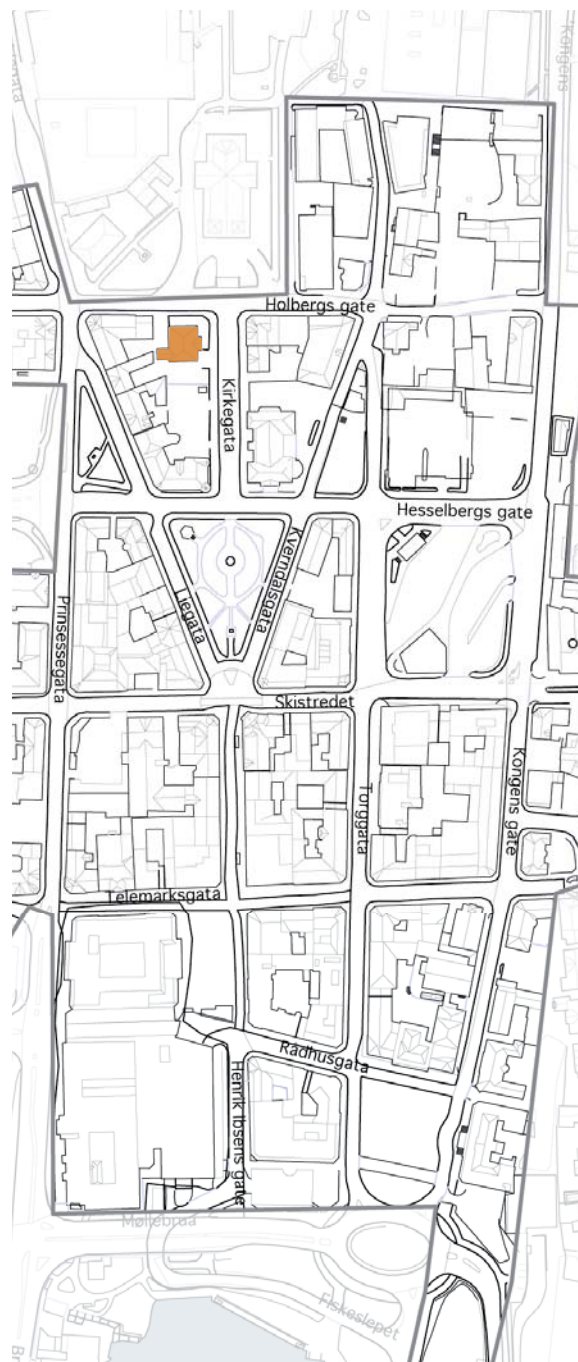 Kongens
Holbergs gate
Kirkegata
Hesselbergs gate
Kverndalsgata
Liegata
Prinsessegata
Skistredet
Torggata
Kongens gate
Telemarksgata
Rådhusgata
Henrik Ibsens gate
Møllebrua
Fiskeslepet